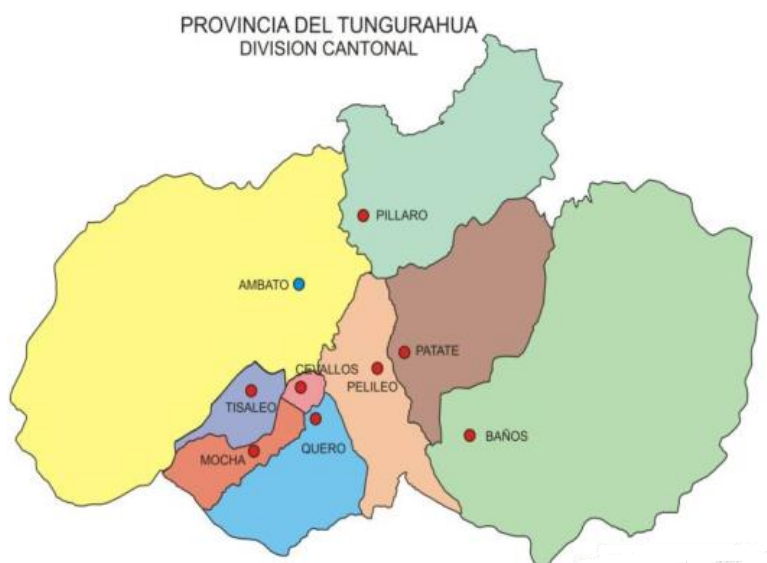 PROVINCIA DEL TUNGURAHUA
DIVISION CANTONAL
PILLARO
AMBATO
PATATE
CEVALLOS
PELILEO
TISALEO
BAÑOS
QUERO
MOCHA